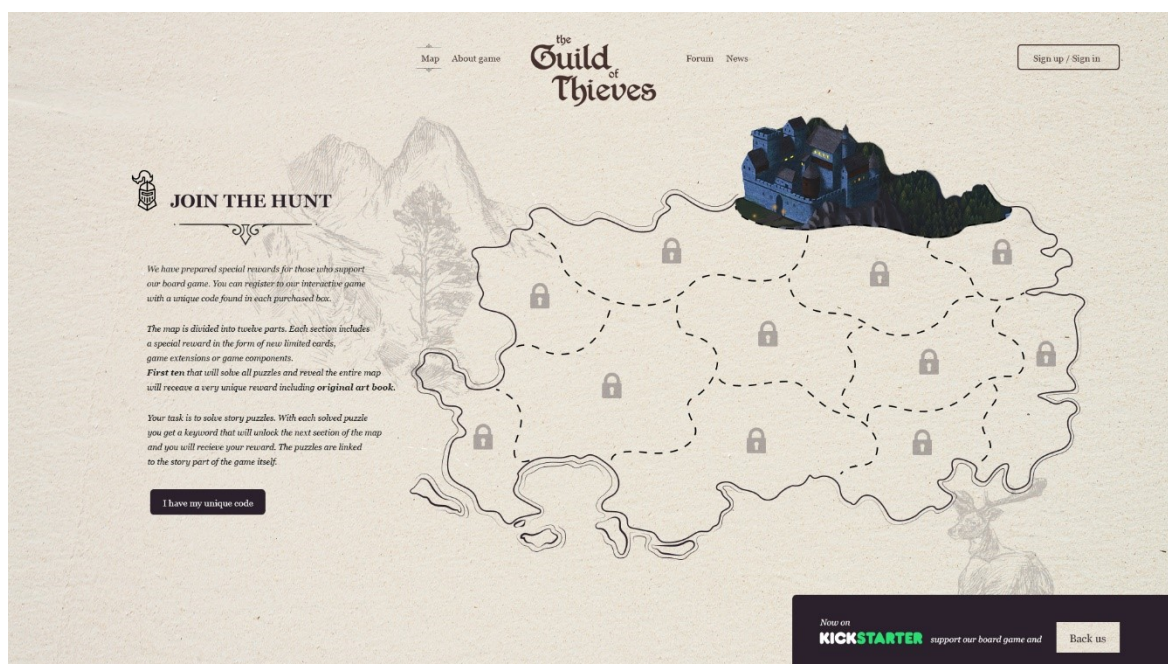 Map
About game
the
Guild
of
Thieves
Forum
News
Sign up / Sign in
JOIN THE HUNT
We have prepared special rewards for those who support
our board game. You can register to our interactive game
with a unique code found in each purchased box.
The map is divided into twelve parts. Each section includes
a special reward in the form of new limited cards,
game extensions or game components.
First ten that will solve all puzzles and reveal the entire map
will receave a very unique reward including original art book.
Your task is to solve story puzzles. With each solved puzzle
you get a keyword that will unlock the next section of the map
and you will recieve your reward. The puzzles are linked
to the story part of the game itself.
I have my unique code
Now on
KICKSTARTER support our board game and
Back us